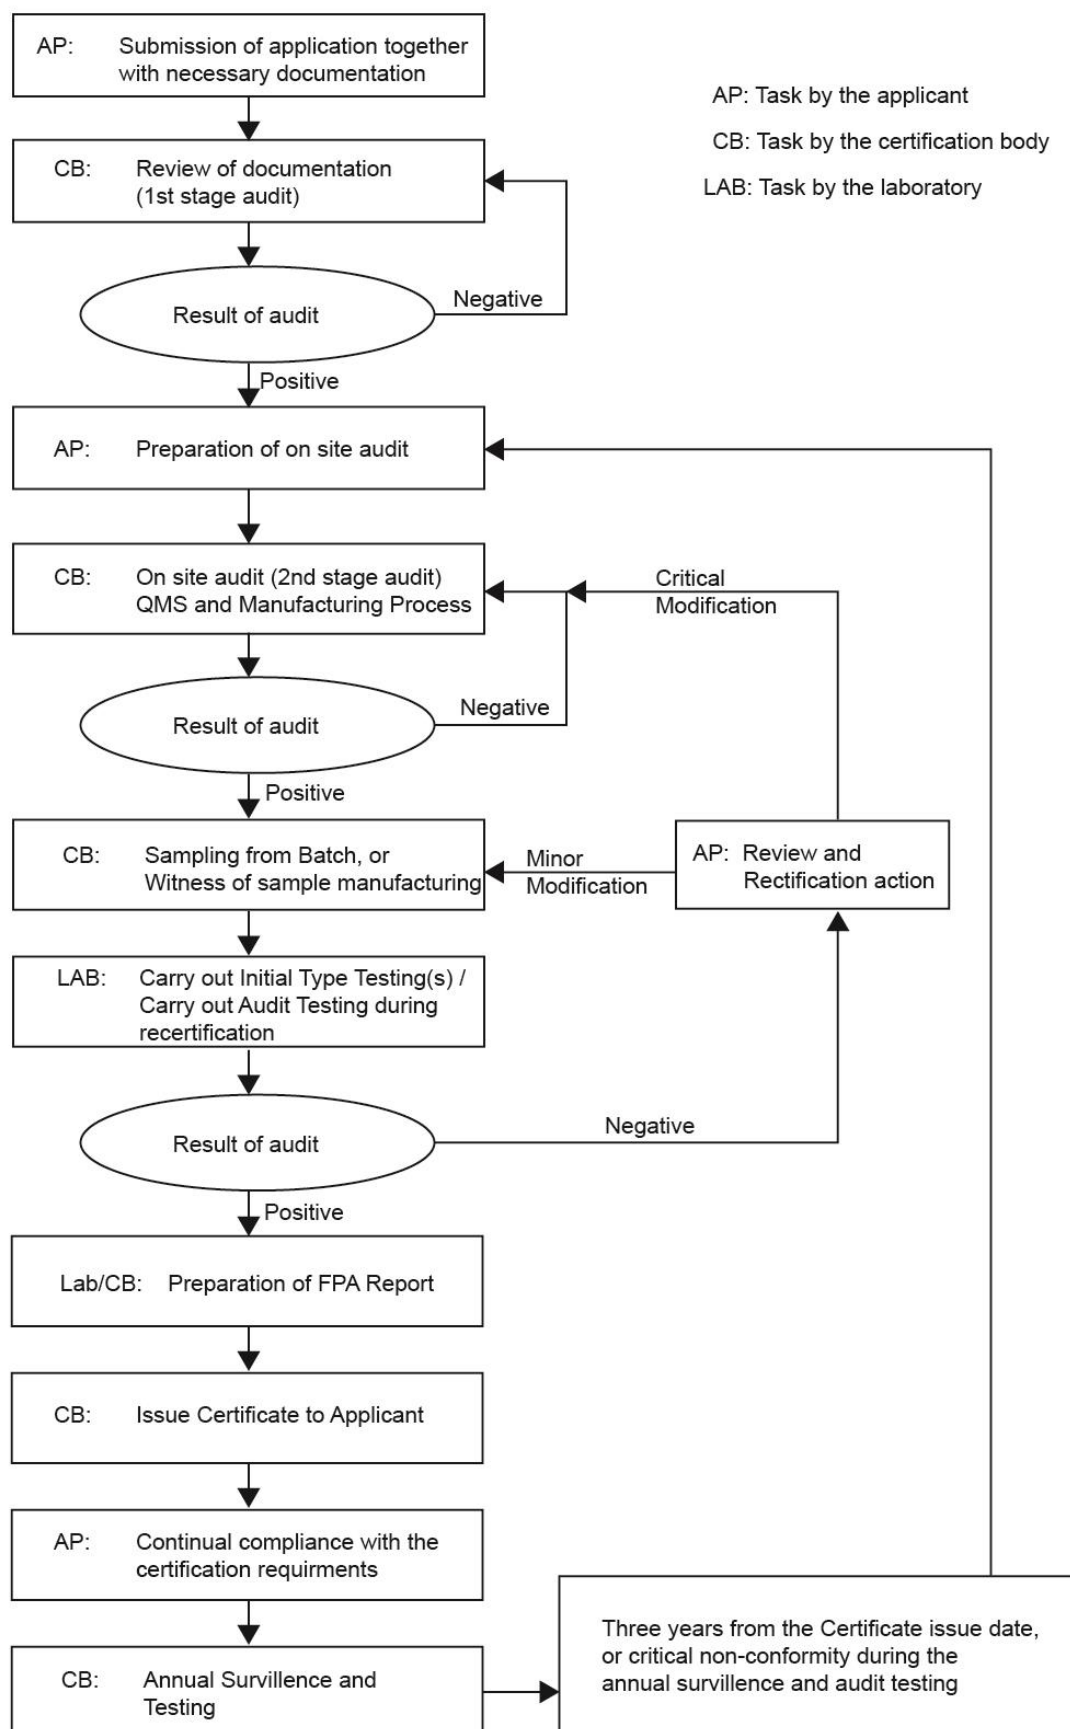 AP: Submission of application together
with necessary documentation
AP: Task by the applicant
CB: Task by the certification body
LAB: Task by the laboratory
CB: Review of documentation
(1st stage audit)
Result of audit
Negative
Positive
AP: Preparation of on site audit
CB: On site audit (2nd stage audit)
QMS and Manufacturing Process
Critical
Modification
Result of audit
Negative
Positive
CB: Sampling from Batch, or
Witness of sample manufacturing
Minor
Modification
AP: Review and
Rectification action
LAB: Carry out Initial Type Testing(s) /
Carry out Audit Testing during
recertification
Result of audit
Negative
Positive
Lab/CB: Preparation of FPA Report
CB: Issue Certificate to Applicant
AP: Continual compliance with the
certification requirments
CB: Annual Survillence and
Testing
Three years from the Certificate issue date,
or critical non-conformity during the
annual survillence and audit testing